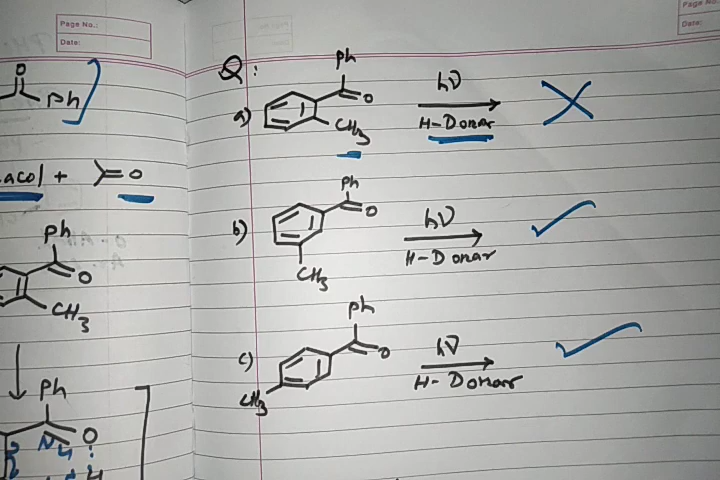 Page No.:
Date:
O
Ph
acol + O
Ph
O
CH3
Ph
O
H
Page No.
Date:
Q:
a) Ph
O
CH3
hν
H-Donar
b) Ph
O
CH3
hν
H-Donar
c) Ph
O
CH3
hν
H-Donar